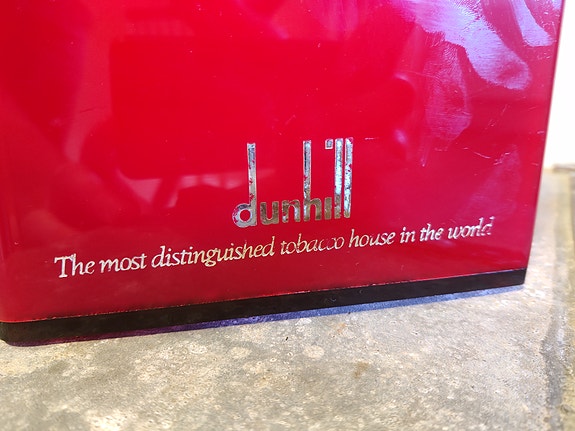 dunhill
The most distinguished tobacco house in the world